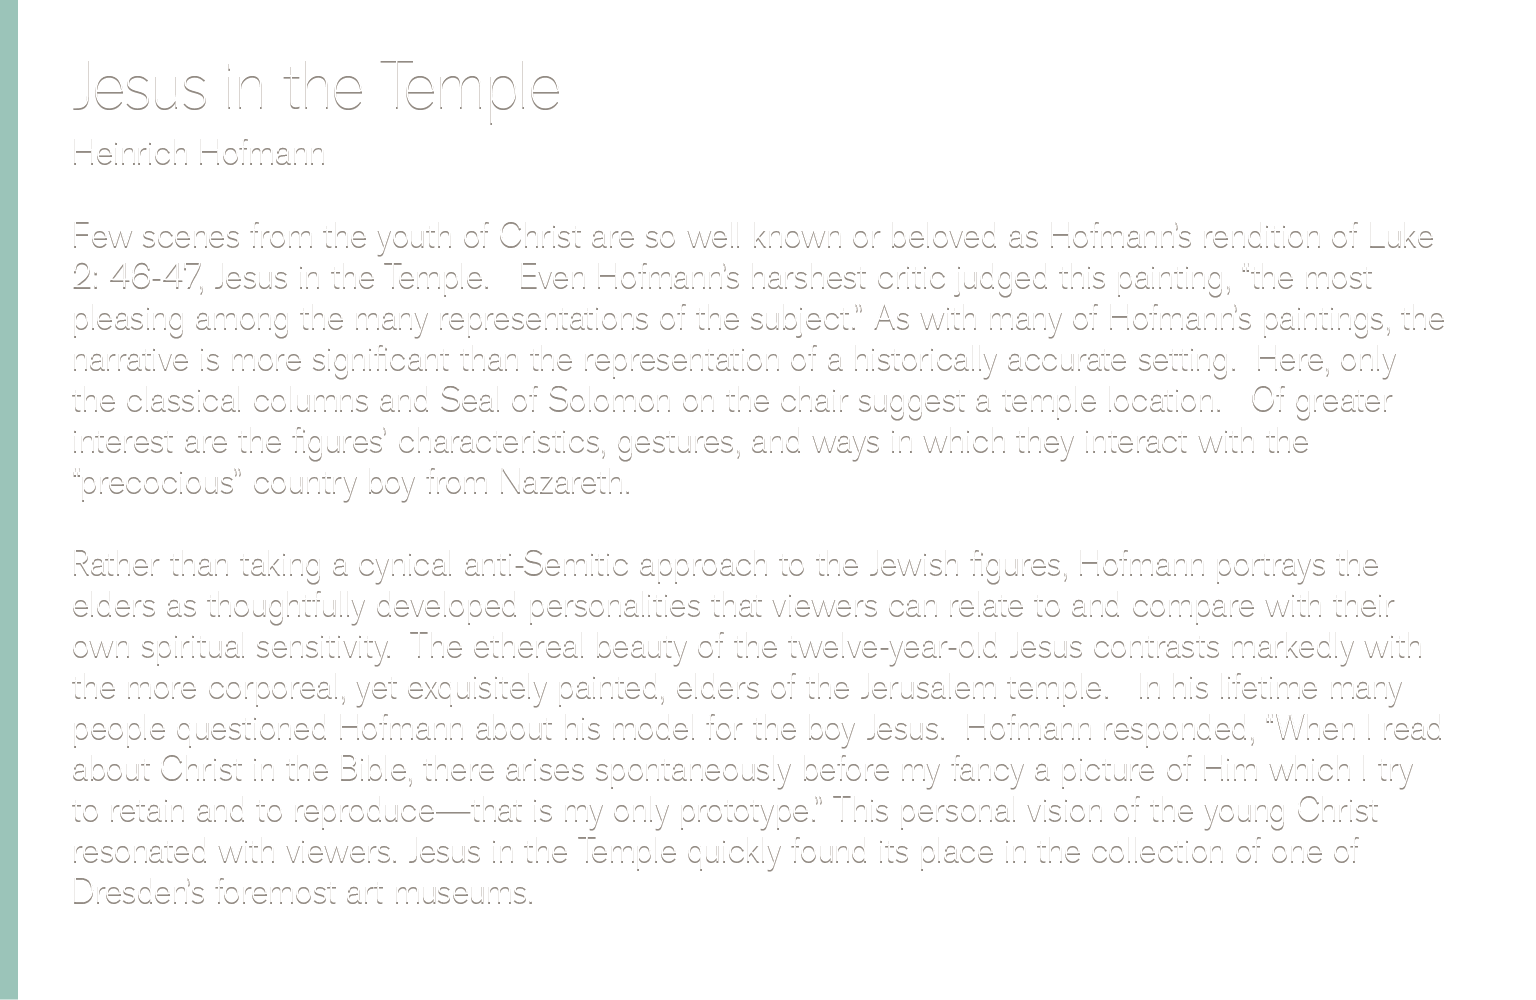 Jesus in the Temple
Heinrich Hofmann
Few scenes from the youth of Christ are so well known or beloved as Hofmann's rendition of Luke
2: 46-47, Jesus in the Temple.   Even Hofmann's harshest critic judged this painting, “the most
pleasing among the many representations of the subject.” As with many of Hofmann's paintings, the
narrative is more significant than the representation of a historically accurate setting.  Here, only
the classical columns and Seal of Solomon on the chair suggest a temple location.   Of greater
interest are the figures’ characteristics, gestures, and ways in which they interact with the
“precocious” country boy from Nazareth.
Rather than taking a cynical anti-Semitic approach to the Jewish figures, Hofmann portrays the
elders as thoughtfully developed personalities that viewers can relate to and compare with their
own spiritual sensitivity.  The ethereal beauty of the twelve-year-old Jesus contrasts markedly with
the more corporeal, yet exquisitely painted, elders of the Jerusalem temple.   In his lifetime many
people questioned Hofmann about his model for the boy Jesus.  Hofmann responded, “When I read
about Christ in the Bible, there arises spontaneously before my fancy a picture of Him which I try
to retain and to reproduce—that is my only prototype.” This personal vision of the young Christ
resonated with viewers. Jesus in the Temple quickly found its place in the collection of one of
Dresden's foremost art museums.